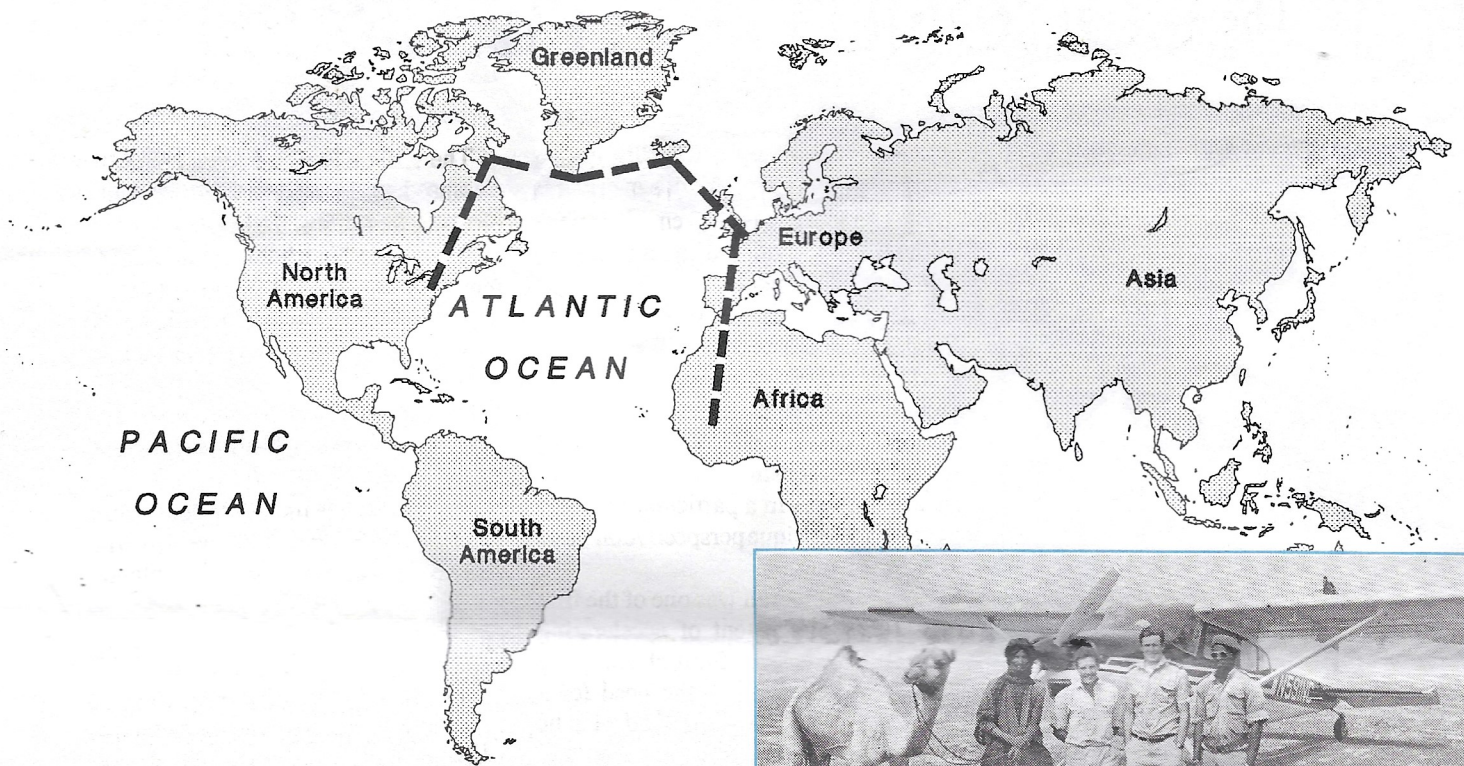 Greenland
North
America
ATLANTIC
OCEAN
Europe
Asia
Africa
PACIFIC
OCEAN
South
America